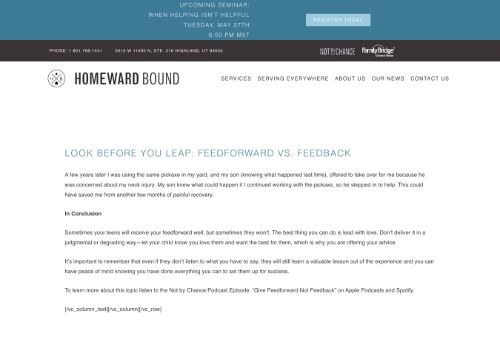 UPCOMING SEMINAR:
WHEN HELPING ISN'T HELPFUL
TUESDAY, MAY 27TH
6:00 PM MST
REGISTER TODAY
PHONE: 1.801.768.1441 5513 W 11000 N, STE. 216 HIGHLAND, UT 84003
NOT BY CHANCE FamilyBridge
HOMEWARD BOUND
SERVICES SERVING EVERYWHERE ABOUT US OUR NEWS CONTACT US
LOOK BEFORE YOU LEAP: FEEDFORWARD VS. FEEDBACK
A few years later I was using the same pickaxe in my yard, and my son (knowing what happened last time), offered to take over for me because he
was concerned about my neck injury. My son knew what could happen if I continued working with the pickaxe, so he stepped in to help. This could
have saved me from another few months of painful recovery.
In Conclusion
Sometimes your teens will receive your feedforward well, but sometimes they won't. The best thing you can do is lead with love. Don't deliver it in a
judgmental or degrading way—let your child know you love them and want the best for them, which is why you are offering your advice.
It's important to remember that even if they don't listen to what you have to say, they will still learn a valuable lesson out of the experience and you can
have peace of mind knowing you have done everything you can to set them up for success.
To learn more about this topic listen to the Not by Chance Podcast Episode: "Give Feedforward Not Feedback" on Apple Podcasts and Spotify.
[/vc_column_text][/vc_column][/vc_row]